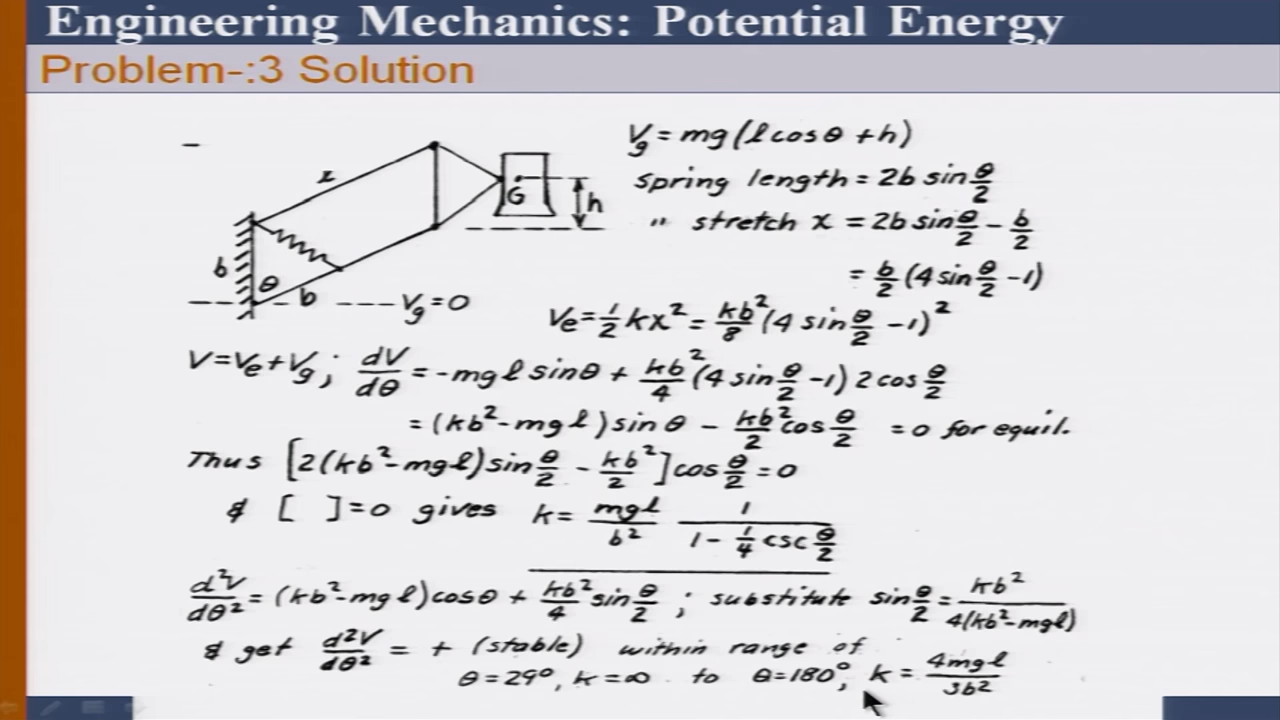 Engineering Mechanics: Potential Energy
Problem-:3 Solution
V_g = mg(l cos θ + h)
Spring length = 2b sin θ/2
" stretch x = 2b sin θ/2 - b/2
= b/2 (4 sin θ/2 - 1)
l
G
h
b
θ
b
V_g = 0
V_e = 1/2 kx² = kb²/8 (4 sin θ/2 - 1)²
V = V_e + V_g; dV/dθ = -mgl sin θ + kb²/4 (4 sin θ/2 - 1) 2 cos θ/2
= (kb² - mgl) sin θ - kb²/2 cos θ/2 = 0 for equil.
Thus [2(kb² - mgl) sin θ/2 - kb²/2] cos θ/2 = 0
& [ ] = 0 gives k = mgl/b² 1/(1 - 1/4 csc θ/2)
d²V/dθ² = (kb² - mgl) cos θ + kb²/4 sin θ/2 ; substitute sin θ/2 = kb²/4(kb² - mgl)
& get d²V/dθ² = + (stable) within range of
θ = 29°, k = ∞ to θ = 180°, k = 4mgl/3b²